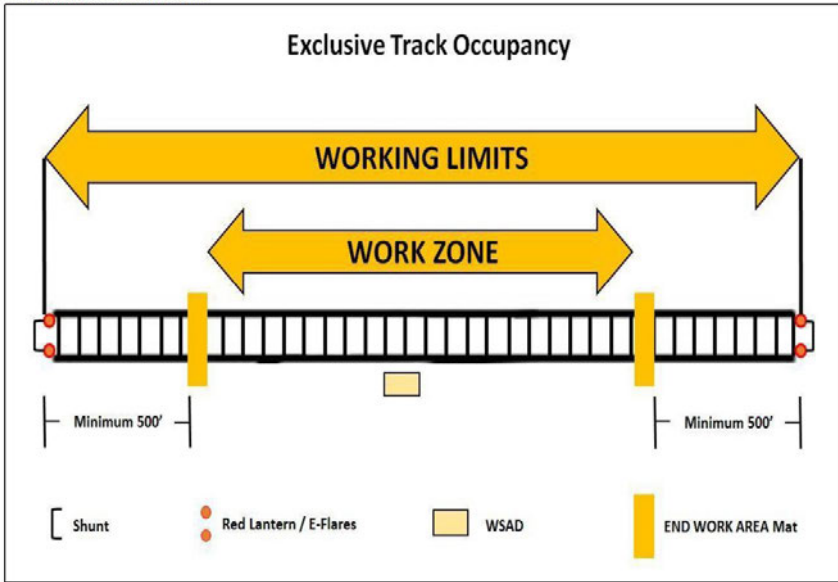 Exclusive Track Occupancy
WORKING LIMITS
WORK ZONE
Minimum 500'
Minimum 500'
Shunt
Red Lantern / E-Flares
WSAD
END WORK AREA Mat